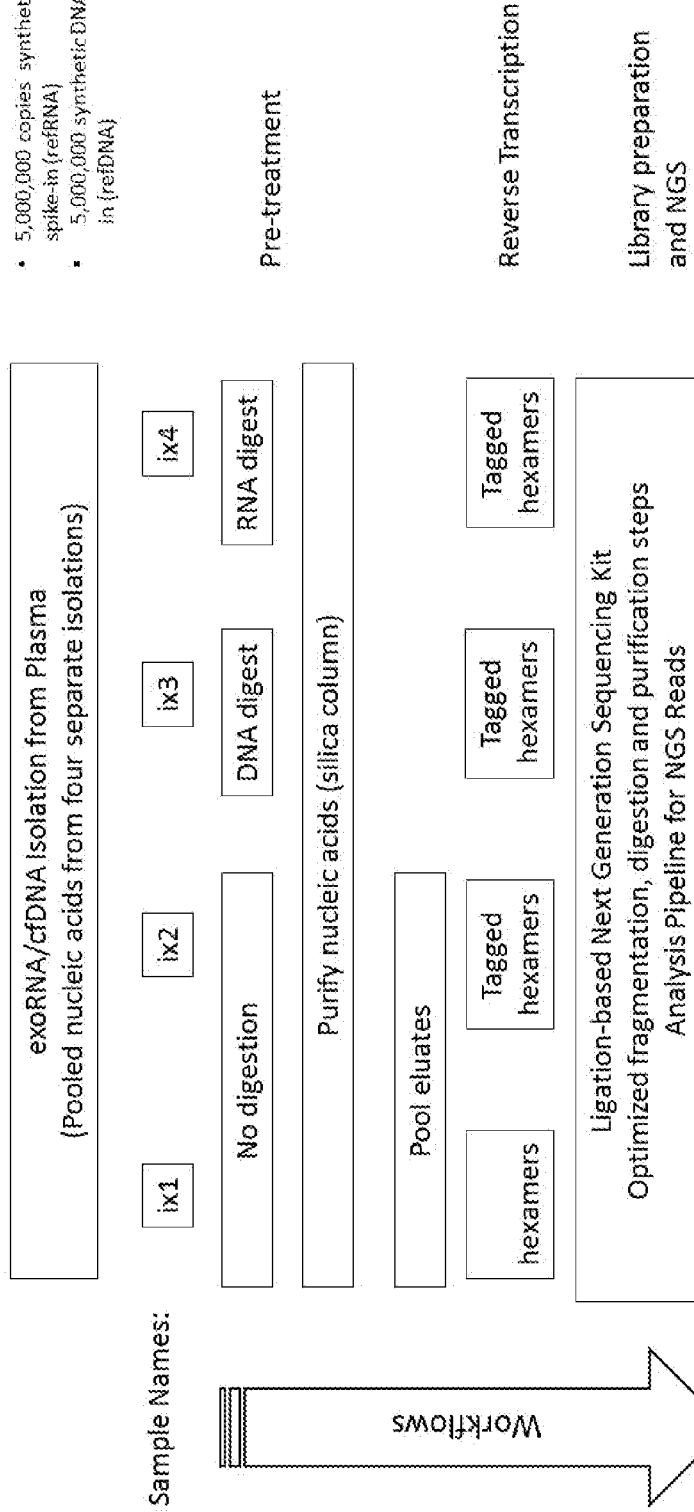 • 5,000,000 copies synthet
spike-in (refRNA)
▪ 5,000,000 synthetic DNA
in (refDNA)
exoRNA/cfDNA Isolation from Plasma
(Pooled nucleic acids from four separate isolations)
Sample Names:
ix1
ix2
ix3
ix4
No digestion
DNA digest
RNA digest
Pre-treatment
Purify nucleic acids (silica column)
Pool eluates
hexamers
Tagged
hexamers
Tagged
hexamers
Tagged
hexamers
Reverse Transcription
Ligation-based Next Generation Sequencing Kit
Optimized fragmentation, digestion and purification steps
Analysis Pipeline for NGS Reads
Library preparation
and NGS
Workflows